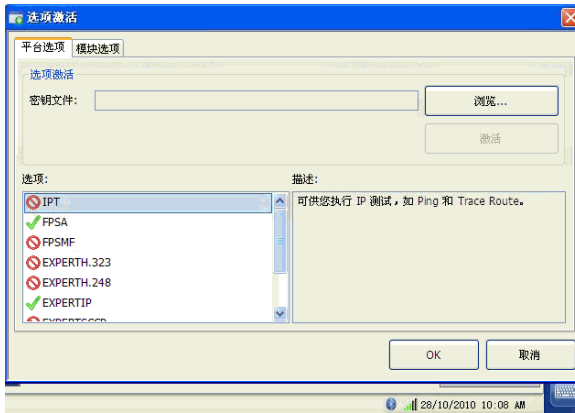 选项激活
平台选项 模块选项
选项激活
密钥文件: 浏览...
激活
选项: 描述:
IPT 可供您执行 IP 测试，如 Ping 和 Trace Route。
FPSA
FPSMF
EXPERTH.323
EXPERTH.248
EXPERTIP
OK 取消
28/10/2010 10:08 AM